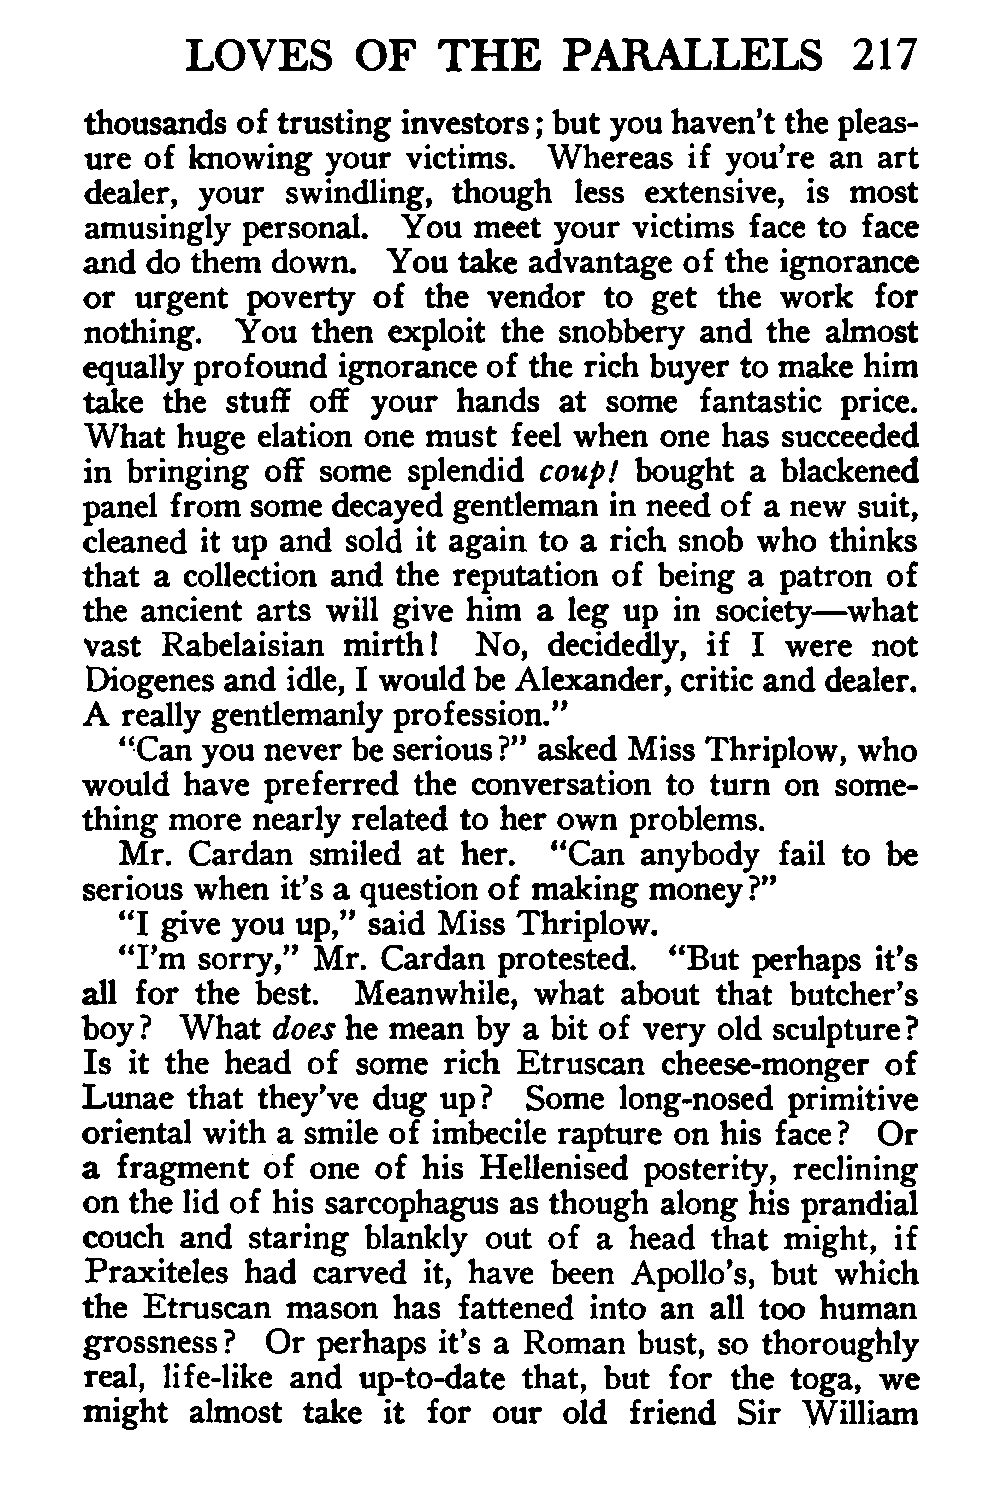 LOVES OF THE PARALLELS 217
thousands of trusting investors; but you haven't the pleas-
ure of knowing your victims. Whereas if you're an art
dealer, your swindling, though less extensive, is most
amusingly personal. You meet your victims face to face
and do them down. You take advantage of the ignorance
or urgent poverty of the vendor to get the work for
nothing. You then exploit the snobbery and the almost
equally profound ignorance of the rich buyer to make him
take the stuff off your hands at some fantastic price.
What huge elation one must feel when one has succeeded
in bringing off some splendid coup! bought a blackened
panel from some decayed gentleman in need of a new suit,
cleaned it up and sold it again to a rich snob who thinks
that a collection and the reputation of being a patron of
the ancient arts will give him a leg up in society—what
vast Rabelaisian mirth! No, decidedly, if I were not
Diogenes and idle, I would be Alexander, critic and dealer.
A really gentlemanly profession."
"Can you never be serious?" asked Miss Thriplow, who
would have preferred the conversation to turn on some-
thing more nearly related to her own problems.
Mr. Cardan smiled at her. "Can anybody fail to be
serious when it's a question of making money?"
"I give you up," said Miss Thriplow.
"I'm sorry," Mr. Cardan protested. "But perhaps it's
all for the best. Meanwhile, what about that butcher's
boy? What does he mean by a bit of very old sculpture?
Is it the head of some rich Etruscan cheese-monger of
Lunae that they've dug up? Some long-nosed primitive
oriental with a smile of imbecile rapture on his face? Or
a fragment of one of his Hellenised posterity, reclining
on the lid of his sarcophagus as though along his prandial
couch and staring blankly out of a head that might, if
Praxiteles had carved it, have been Apollo's, but which
the Etruscan mason has fattened into an all too human
grossness? Or perhaps it's a Roman bust, so thoroughly
real, life-like and up-to-date that, but for the toga, we
might almost take it for our old friend Sir William